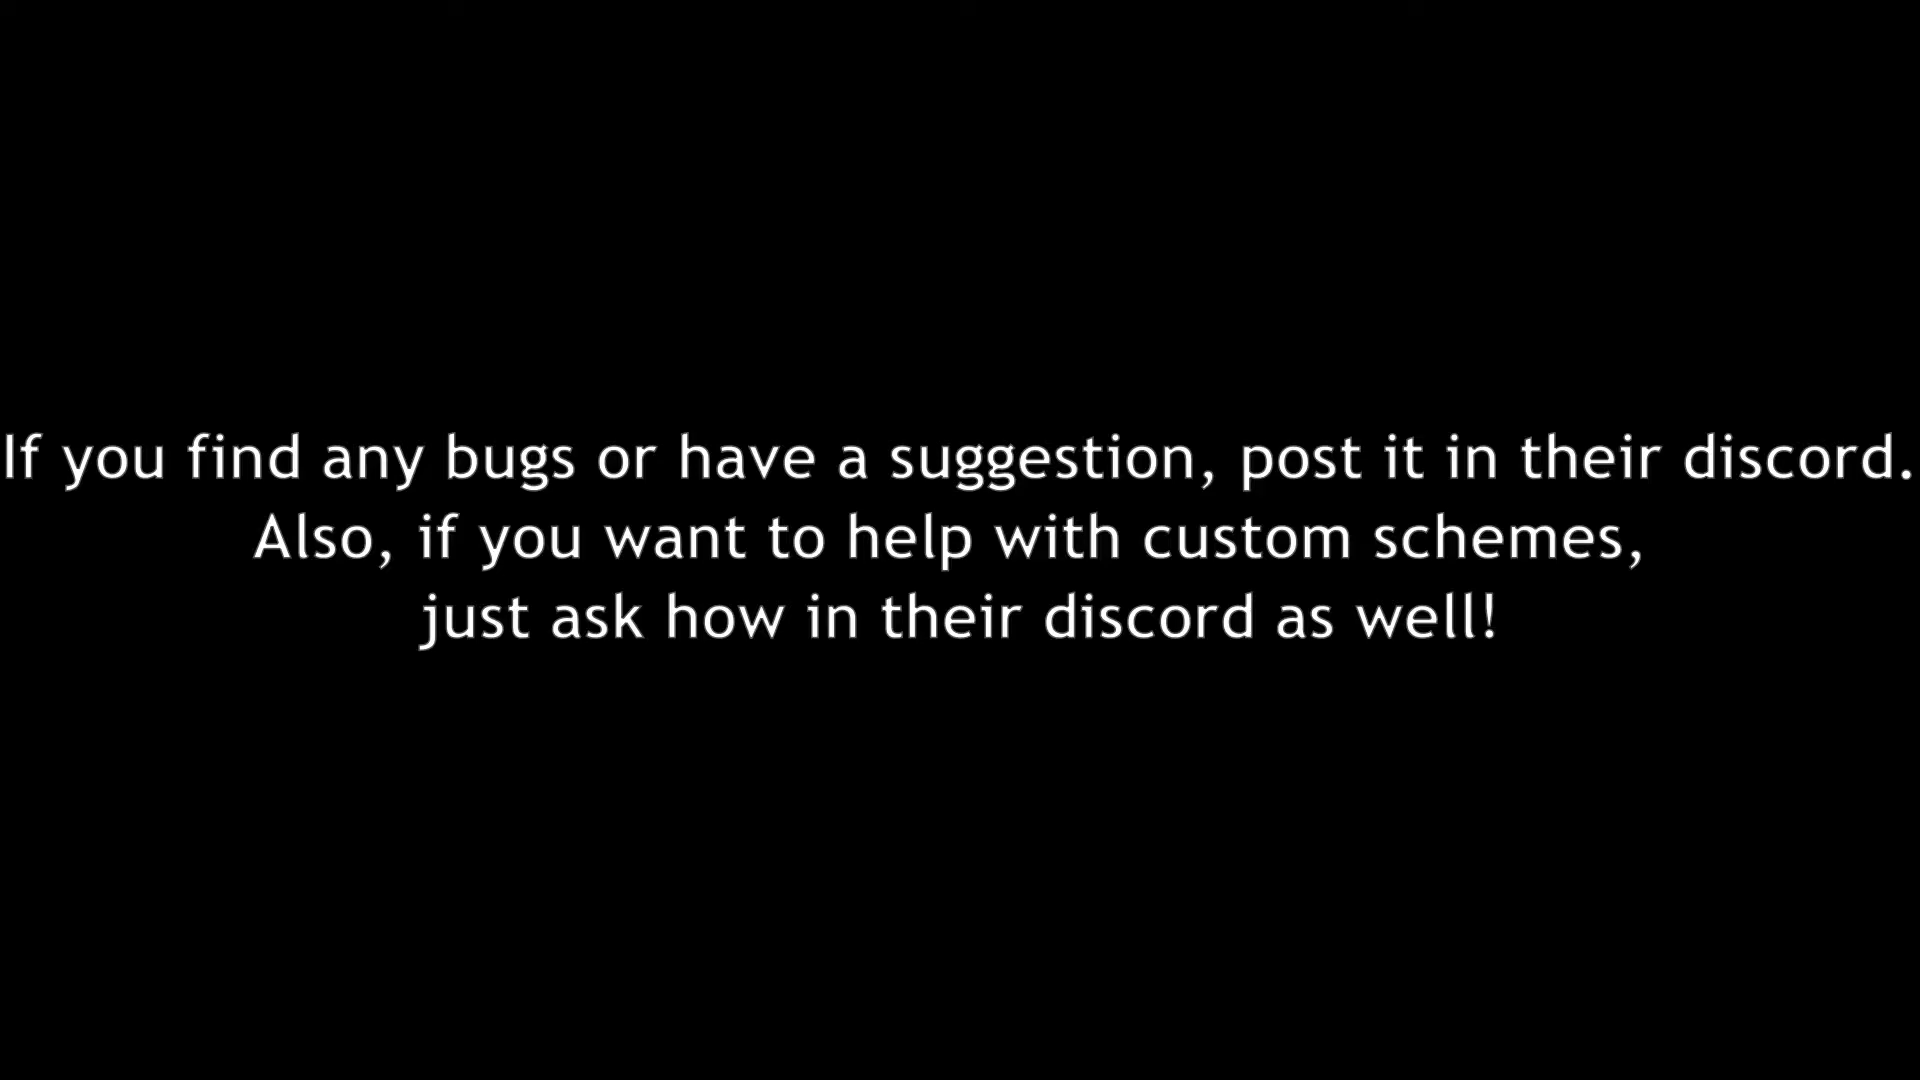 If you find any bugs or have a suggestion, post it in their discord.
Also, if you want to help with custom schemes,
just ask how in their discord as well!